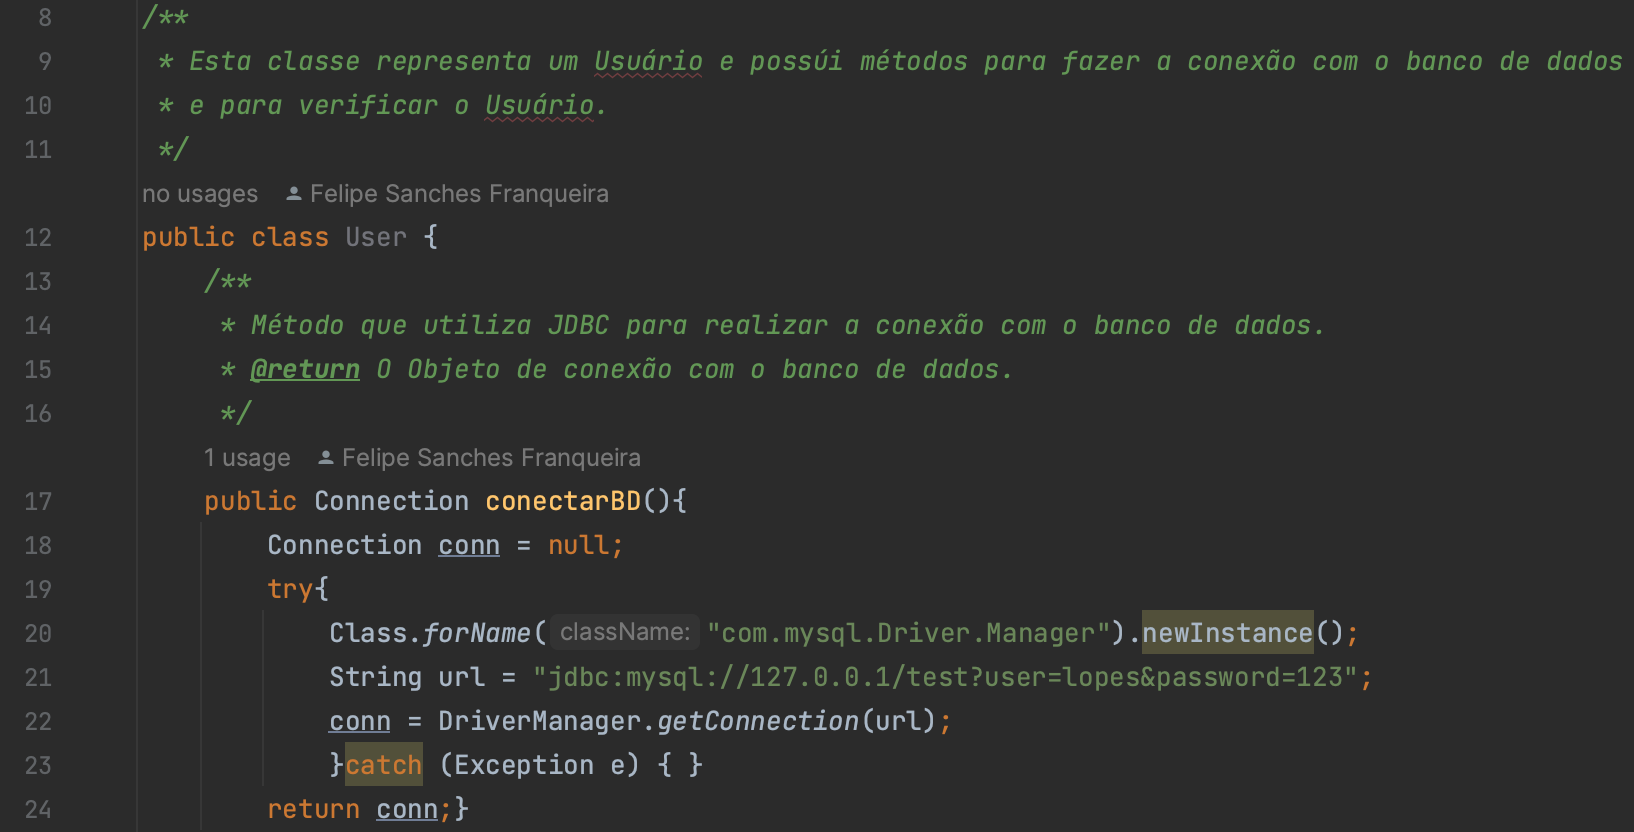 8 /**
9 * Esta classe representa um Usuário e possúi métodos para fazer a conexão com o banco de dados
10 * e para verificar o Usuário.
11 */
no usages Felipe Sanches Franqueira
12 public class User {
13 /**
14 * Método que utiliza JDBC para realizar a conexão com o banco de dados.
15 * @return O Objeto de conexão com o banco de dados.
16 */
1 usage Felipe Sanches Franqueira
17 public Connection conectarBD(){
18 Connection conn = null;
19 try{
20 Class.forName( className: "com.mysql.Driver.Manager").newInstance();
21 String url = "jdbc:mysql://127.0.0.1/test?user=lopes&password=123";
22 conn = DriverManager.getConnection(url);
23 }catch (Exception e) { }
24 return conn;}